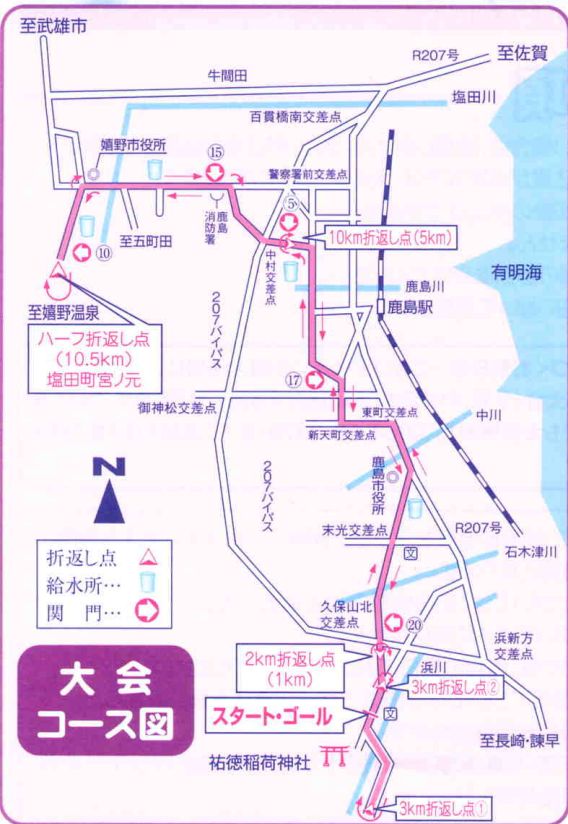 至武雄市
R207号
至佐賀
牛間田
塩田川
百貫橋南交差点
嬉野市役所
⑮
警察署前交差点
鹿島消防署
⑤
10km折返し点(5km)
⑩
至五町田
中村交差点
有明海
鹿島川
鹿島駅
至嬉野温泉
ハーフ折返し点
(10.5km)
塩田町宮ノ元
207バイパス
⑰
御神松交差点
東町交差点
新天町交差点
中川
N
207バイパス
鹿島市役所
R207号
末光交差点
文
石木津川
折返し点
給水所…
関 門…
久保山北
交差点
⑳
浜新方
交差点
2km折返し点
(1km)
浜川
3km折返し点②
大会
コース図
スタート・ゴール
文
至長崎・諫早
祐徳稲荷神社
3km折返し点①